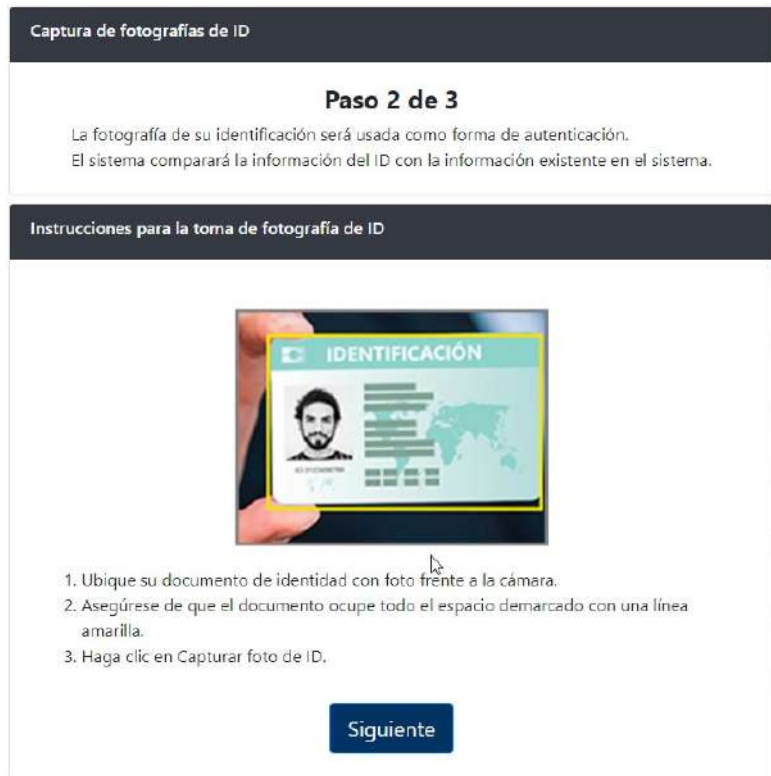 Captura de fotografías de ID
Paso 2 de 3
La fotografía de su identificación será usada como forma de autenticación.
El sistema comparará la información del ID con la información existente en el sistema.
Instrucciones para la toma de fotografía de ID
IDENTIFICACIÓN
1. Ubique su documento de identidad con foto frente a la cámara.
2. Asegúrese de que el documento ocupe todo el espacio demarcado con una línea
amarilla.
3. Haga clic en Capturar foto de ID.
Siguiente